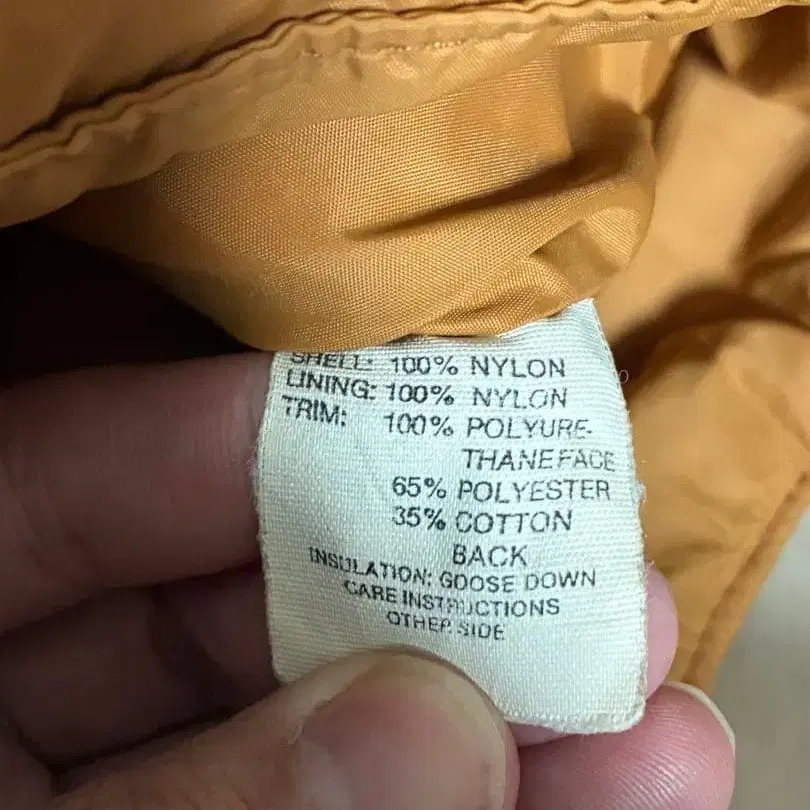 SHELL: 100% NYLON
LINING: 100% NYLON
TRIM: 100% POLYURE-
THANE FACE
65% POLYESTER
35% COTTON
BACK
INSULATION: GOOSE DOWN
CARE INSTRUCTIONS
OTHER SIDE